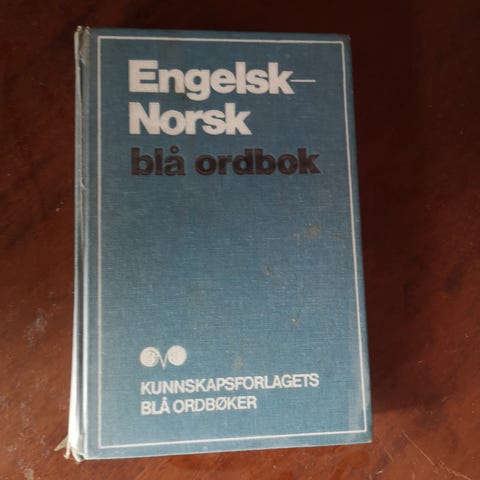 Engelsk–
Norsk
blå ordbok
KUNNSKAPSFORLAGETS
BLÅ ORDBØKER